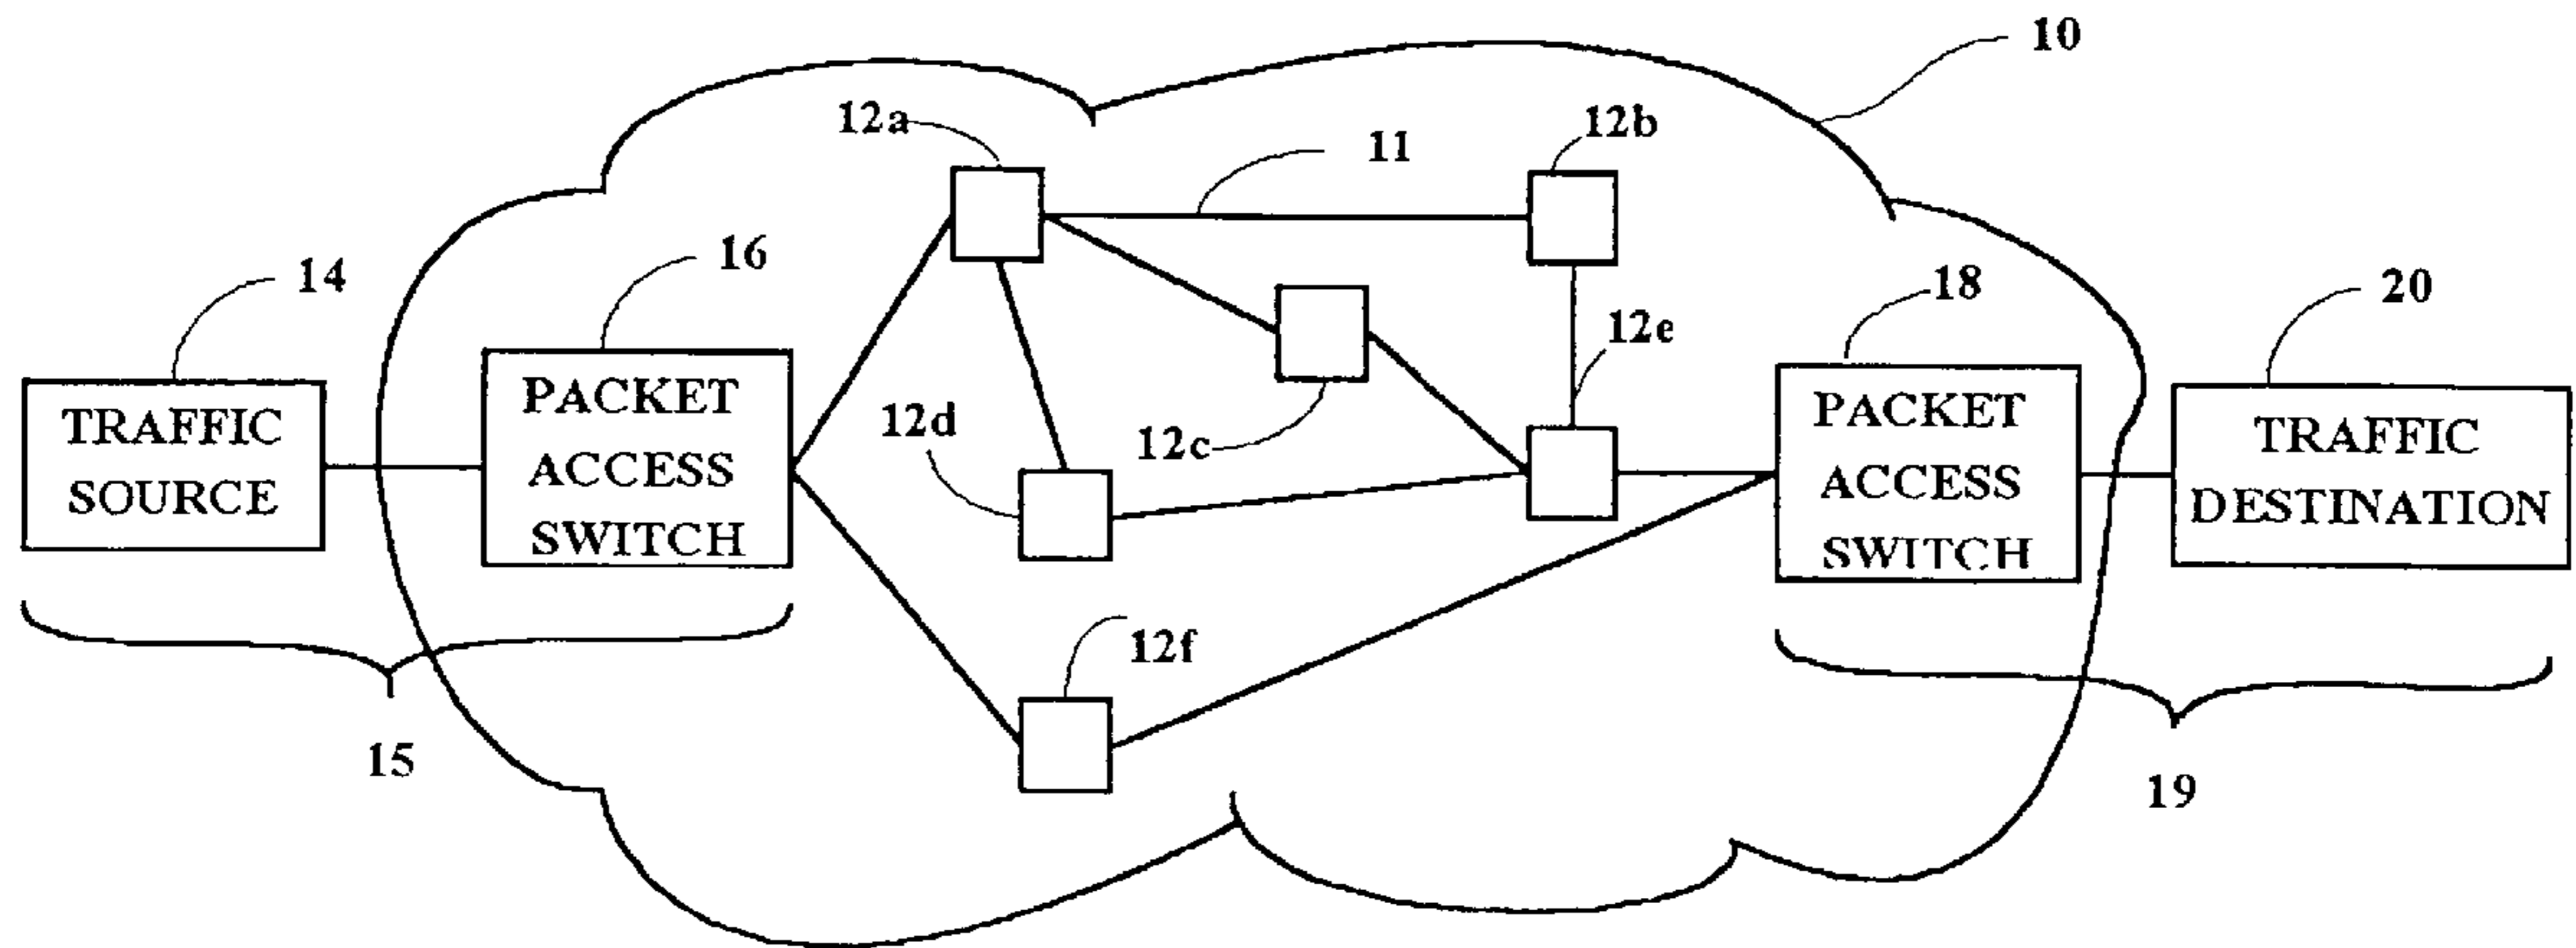 10
12a
11
12b
16
14
18
20
12e
TRAFFIC
SOURCE
PACKET
ACCESS
SWITCH
12d
12c
PACKET
ACCESS
SWITCH
TRAFFIC
DESTINATION
12f
15
19